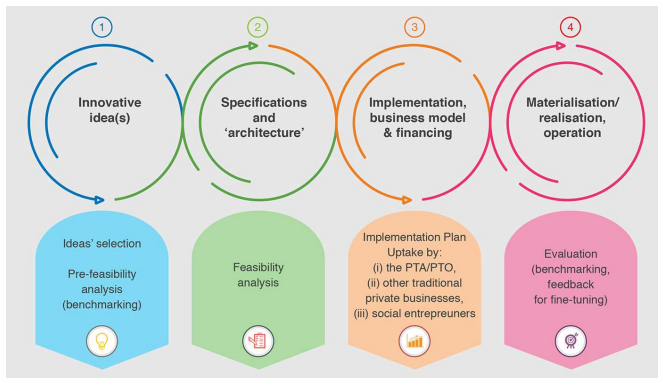 1
Innovative
idea(s)
2
Specifications
and
‘architecture’
3
Implementation,
business model
& financing
4
Materialisation/
realisation,
operation
Ideas’ selection
Pre-feasibility
analysis
(benchmarking)
Feasibility
analysis
Implementation Plan
Uptake by:
(i) the PTA/PTO,
(ii) other traditional
private businesses,
(iii) social entrepreuners
Evaluation
(benchmarking,
feedback
for fine-tuning)